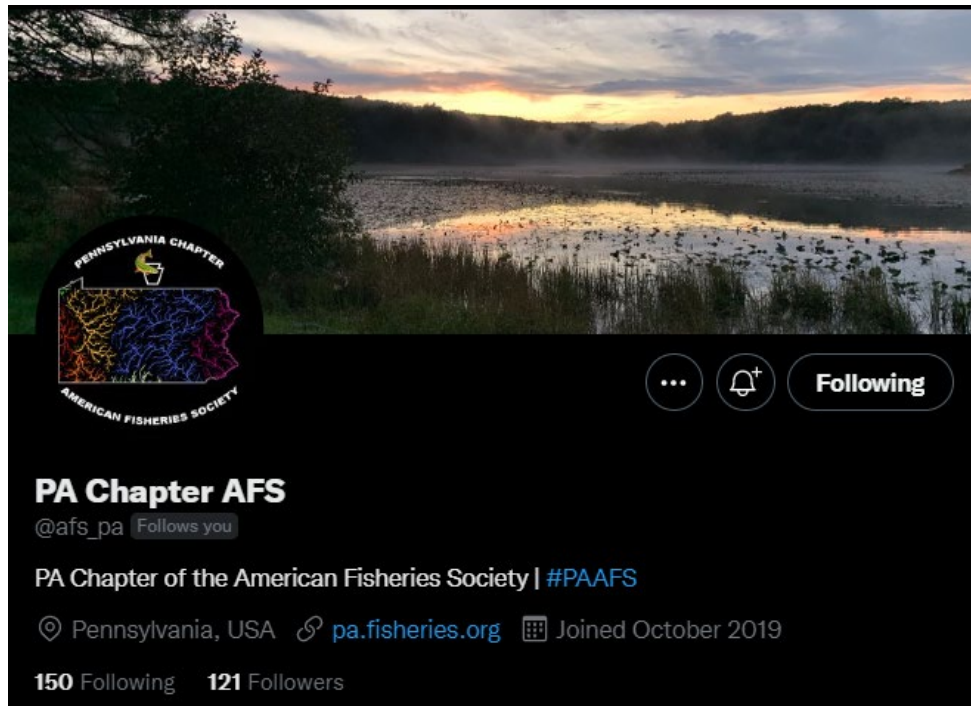 PENNSYLVANIA CHAPTER
AMERICAN FISHERIES SOCIETY
Following
PA Chapter AFS
@afs_pa Follows you
PA Chapter of the American Fisheries Society | #PAAFS
Pennsylvania, USA pa.fisheries.org Joined October 2019
150 Following 121 Followers